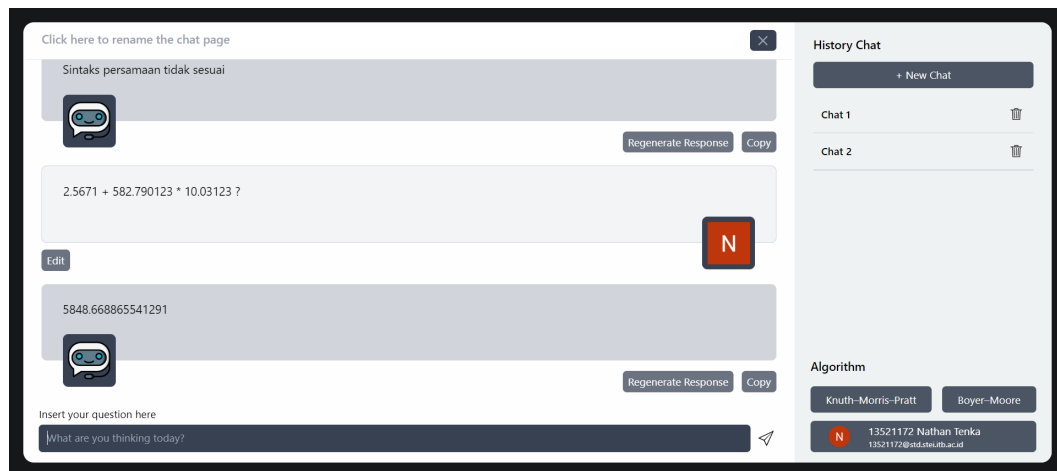 Click here to rename the chat page
Sintaks persamaan tidak sesuai
Regenerate Response
Copy
2.5671 + 582.790123 * 10.03123 ?
N
Edit
5848.668865541291
Regenerate Response
Copy
Insert your question here
What are you thinking today?
History Chat
+ New Chat
Chat 1
Chat 2
Algorithm
Knuth–Morris–Pratt
Boyer–Moore
N
13521172 Nathan Tenka
13521172@std.stei.itb.ac.id